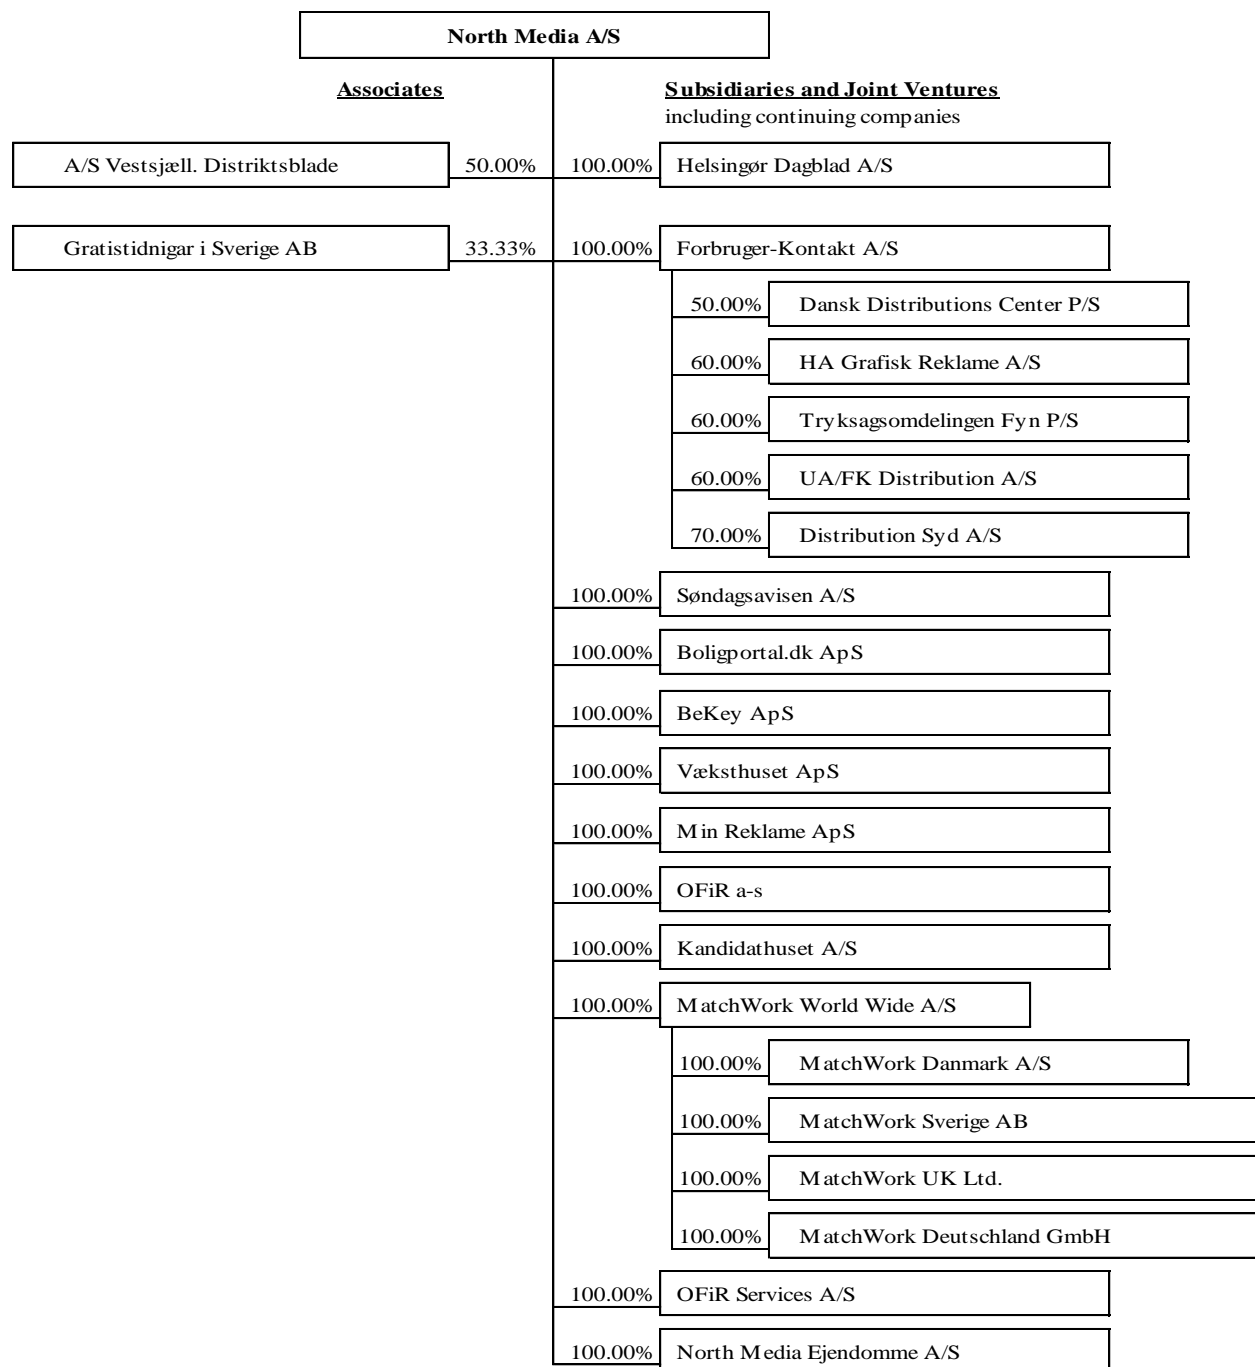 North Media A/S
Associates
Subsidiaries and Joint Ventures
including continuing companies
A/S Vestsjæll. Distriktsblade 50.00% 100.00% Helsingør Dagblad A/S
Gratistidnigar i Sverige AB 33.33% 100.00% Forbruger-Kontakt A/S
50.00% Dansk Distributions Center P/S
60.00% HA Grafisk Reklame A/S
60.00% Tryksagsomdelingen Fyn P/S
60.00% UA/FK Distribution A/S
70.00% Distribution Syd A/S
100.00% Søndagsavisen A/S
100.00% Boligportal.dk ApS
100.00% BeKey ApS
100.00% Væksthuset ApS
100.00% Min Reklame ApS
100.00% OFiR a-s
100.00% Kandidathuset A/S
100.00% MatchWork World Wide A/S
100.00% MatchWork Danmark A/S
100.00% MatchWork Sverige AB
100.00% MatchWork UK Ltd.
100.00% MatchWork Deutschland GmbH
100.00% OFiR Services A/S
100.00% North Media Ejendomme A/S